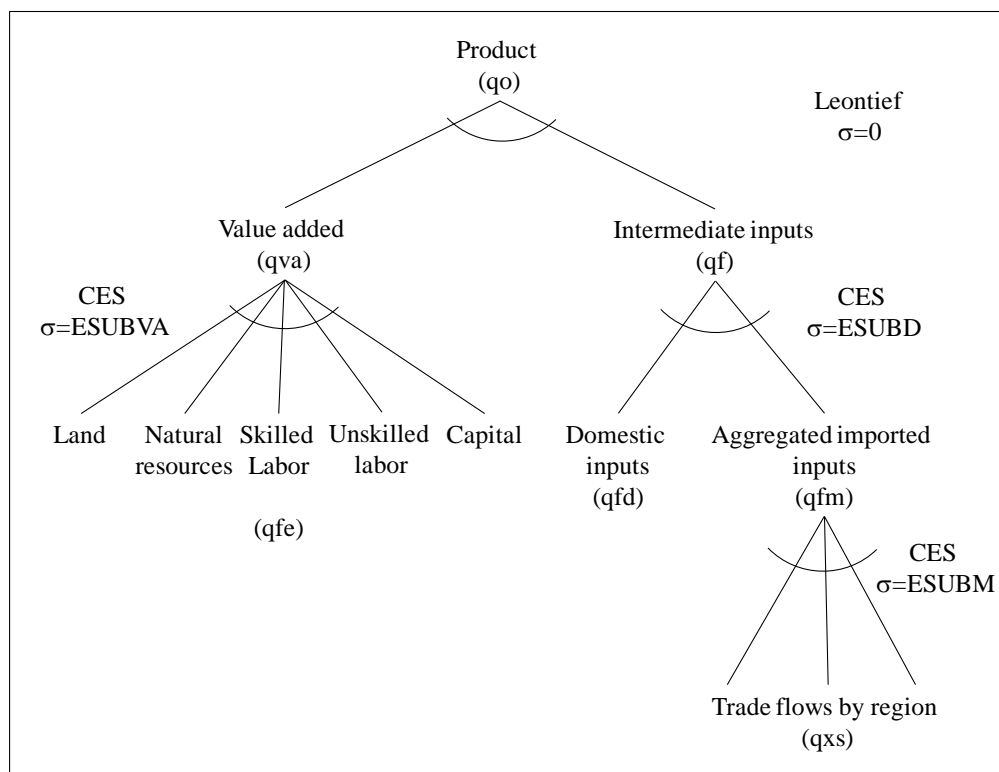 Product
(qo)
Leontief
σ=0
Value added
(qva)
Intermediate inputs
(qf)
CES
σ=ESUBVA
CES
σ=ESUBD
Land
Natural
resources
Skilled
Labor
Unskilled
labor
Capital
(qfe)
Domestic
inputs
(qfd)
Aggregated imported
inputs
(qfm)
CES
σ=ESUBM
Trade flows by region
(qxs)